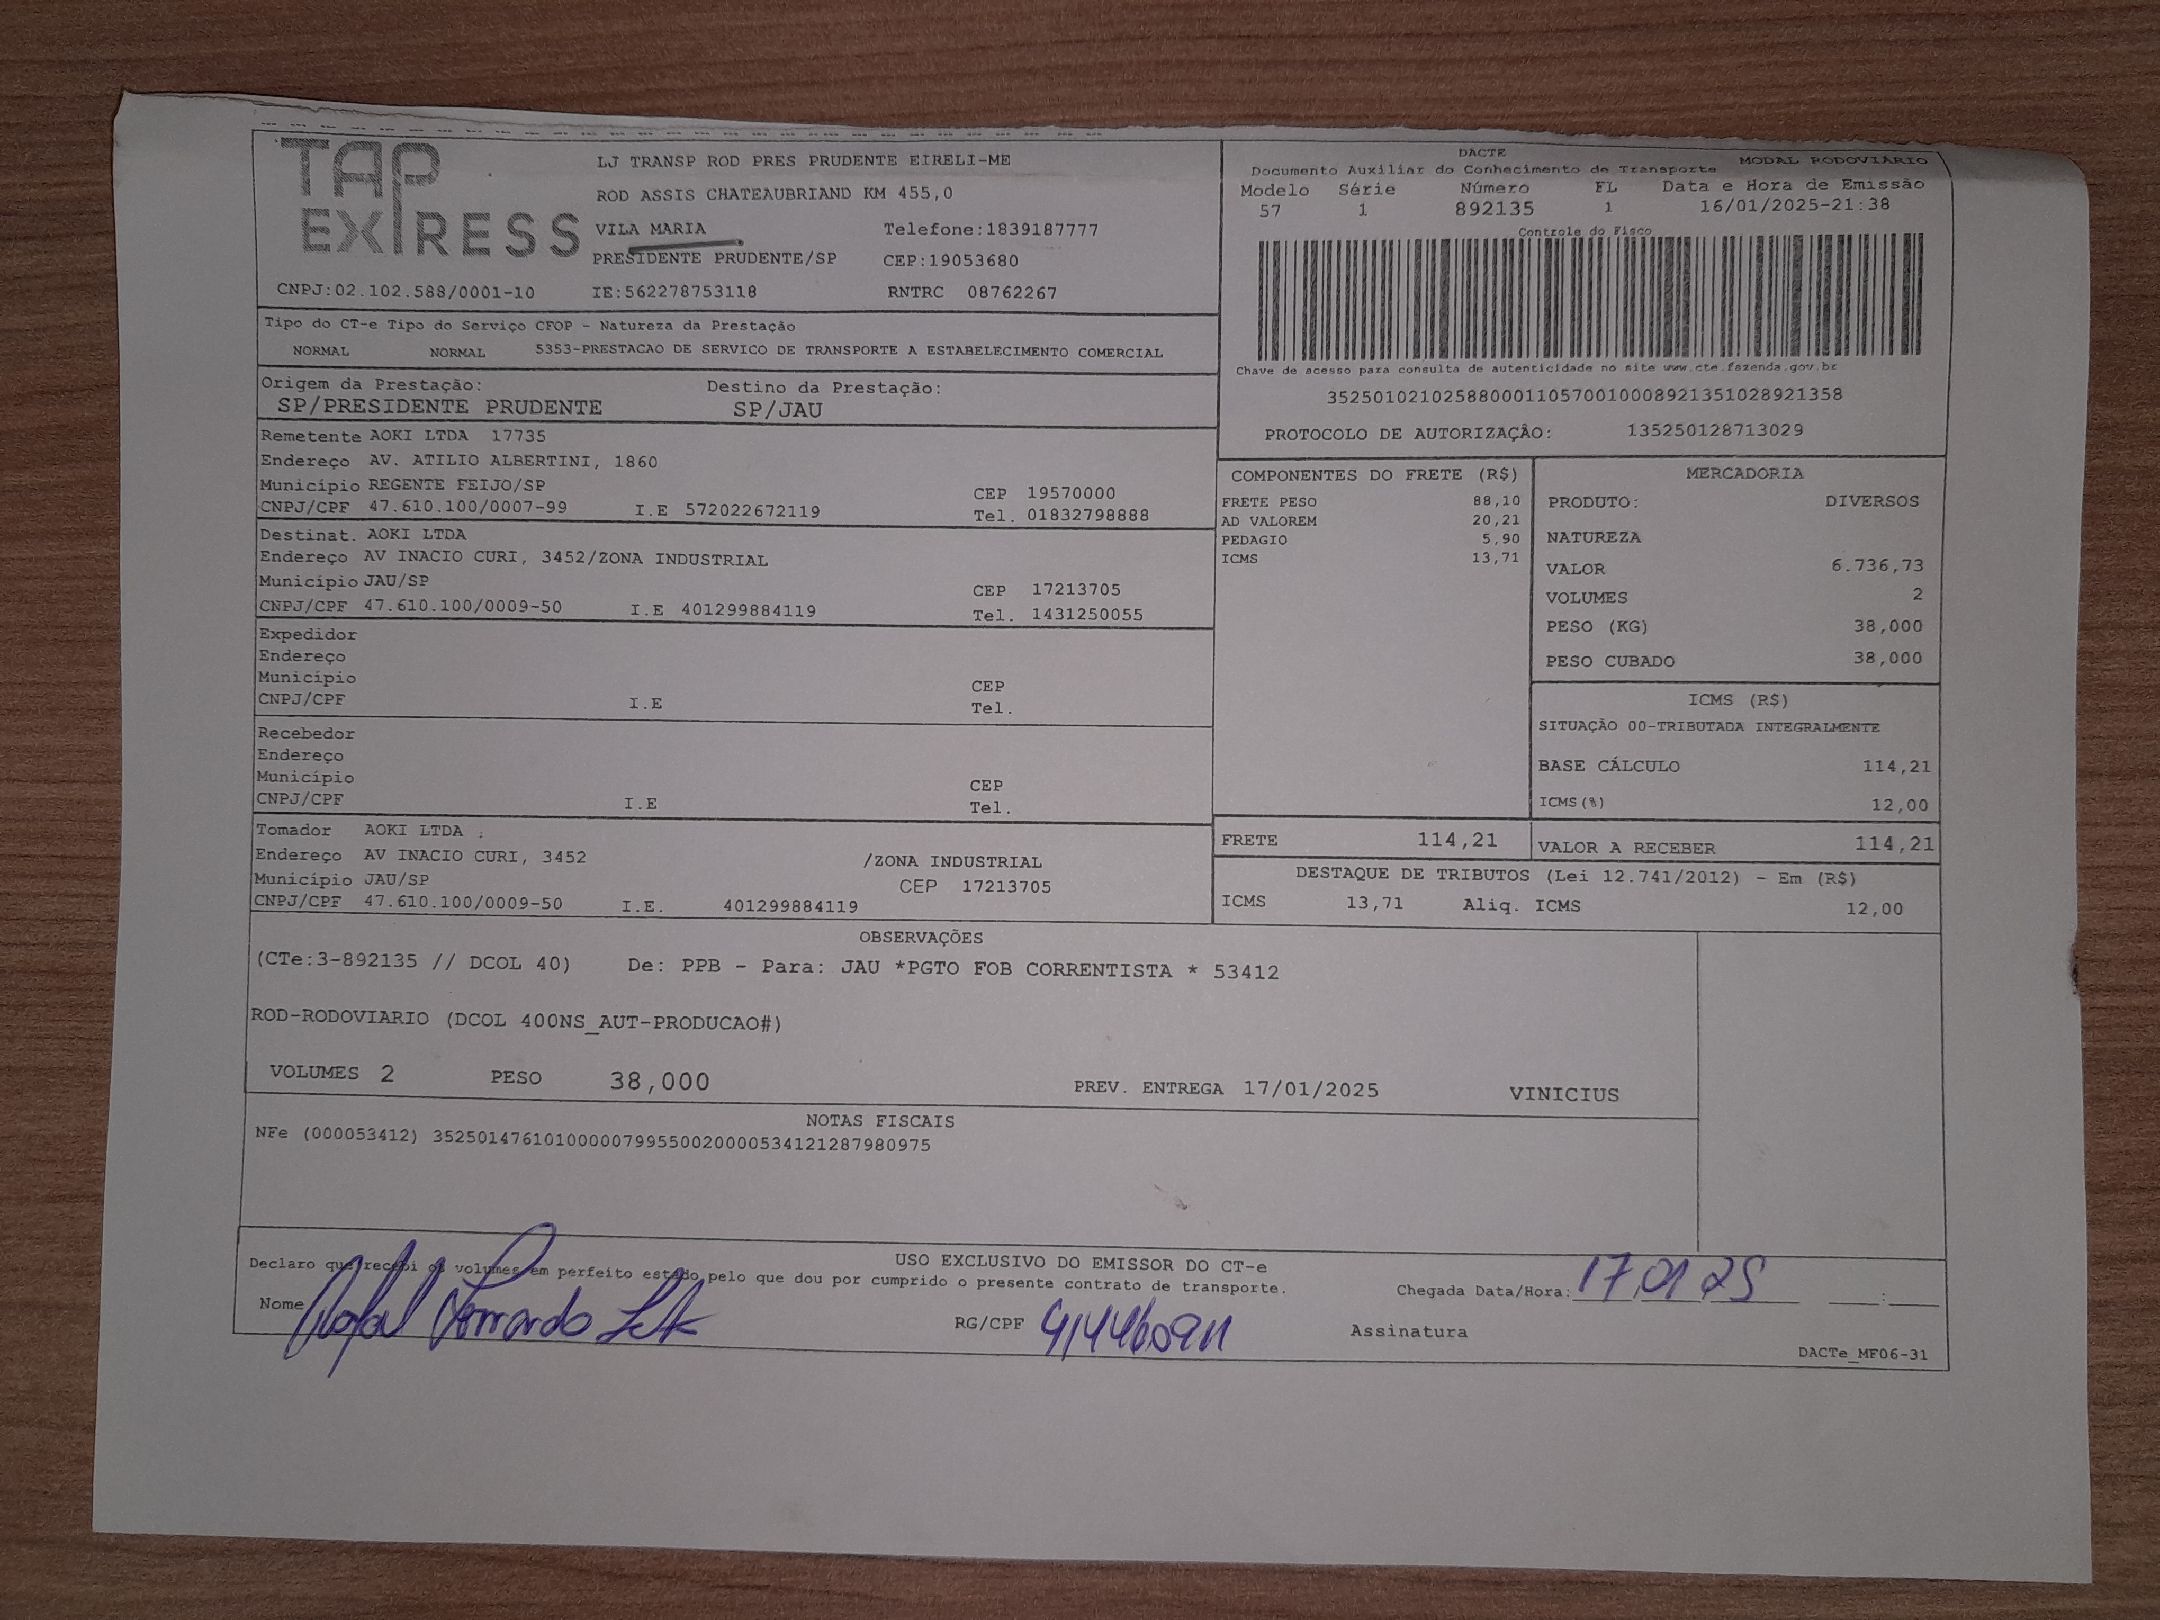 TAP EXPRESS
LJ TRANSP ROD PRES PRUDENTE EIRELI-ME
ROD ASSIS CHATEAUBRIAND KM 455,0
VILA MARIA Telefone:1839187777
PRESIDENTE PRUDENTE/SP CEP:19053680
CNPJ:02.102.588/0001-10 IE:562278753118 RNTRC 08762267
DACTE
Documento Auxiliar do Conhecimento de Transporte MODAL RODOVIÁRIO
Modelo Série Número FL Data e Hora de Emissão
57 1 892135 1 16/01/2025-21:38
Controle do Fisco
Chave de acesso para consulta de autenticidade no site www.cte.fazenda.gov.br
35250102102588000110570010008921351028921358
PROTOCOLO DE AUTORIZAÇÃO: 135250128713029
Tipo do CT-e Tipo do Serviço CFOP - Natureza da Prestação
NORMAL NORMAL 5353-PRESTACAO DE SERVICO DE TRANSPORTE A ESTABELECIMENTO COMERCIAL
Origem da Prestação: Destino da Prestação:
SP/PRESIDENTE PRUDENTE SP/JAU
Remetente AOKI LTDA 17735
Endereço AV. ATILIO ALBERTINI, 1860
Município REGENTE FEIJO/SP CEP 19570000
CNPJ/CPF 47.610.100/0007-99 I.E 572022672119 Tel. 01832798888
Destinat. AOKI LTDA
Endereço AV INACIO CURI, 3452/ZONA INDUSTRIAL
Município JAU/SP CEP 17213705
CNPJ/CPF 47.610.100/0009-50 I.E 401299884119 Tel. 1431250055
Expedidor
Endereço
Município CEP
CNPJ/CPF I.E Tel.
Recebedor
Endereço
Município CEP
CNPJ/CPF I.E Tel.
Tomador AOKI LTDA
Endereço AV INACIO CURI, 3452 /ZONA INDUSTRIAL
Município JAU/SP CEP 17213705
CNPJ/CPF 47.610.100/0009-50 I.E. 401299884119
COMPONENTES DO FRETE (R$)
FRETE PESO 88,10
AD VALOREM 20,21
PEDAGIO 5,90
ICMS 13,71
MERCADORIA
PRODUTO: DIVERSOS
NATUREZA
VALOR 6.736,73
VOLUMES 2
PESO (KG) 38,000
PESO CUBADO 38,000
ICMS (R$)
SITUAÇÃO 00-TRIBUTADA INTEGRALMENTE
BASE CÁLCULO 114,21
ICMS(%) 12,00
FRETE 114,21 VALOR A RECEBER 114,21
DESTAQUE DE TRIBUTOS (Lei 12.741/2012) - Em (R$)
ICMS 13,71 Aliq. ICMS 12,00
OBSERVAÇÕES
(CTe:3-892135 // DCOL 40) De: PPB - Para: JAU *PGTO FOB CORRENTISTA * 53412
ROD-RODOVIARIO (DCOL 400NS_AUT-PRODUCAO#)
VOLUMES 2 PESO 38,000 PREV. ENTREGA 17/01/2025 VINICIUS
NOTAS FISCAIS
NFe (000053412) 35250147610100000799550020000534121287980975
USO EXCLUSIVO DO EMISSOR DO CT-e
Declaro que recebi os volumes em perfeito estado pelo que dou por cumprido o presente contrato de transporte. Chegada Data/Hora: 17 01 25 :
Nome RG/CPF 414460911 Assinatura
DACTe_MF06-31